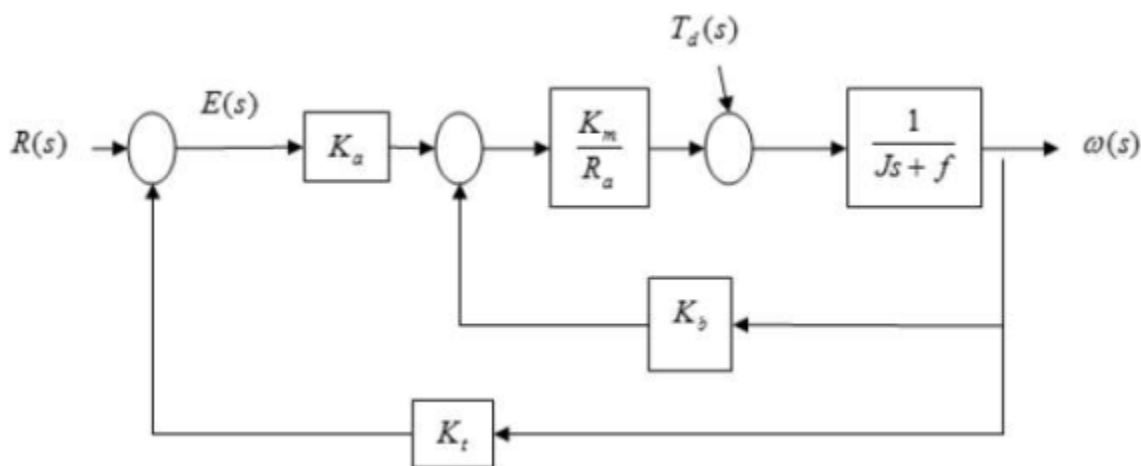 T_d(s)
R(s)
E(s)
K_a
K_m
R_a
1
Js + f
ω(s)
K_b
K_t